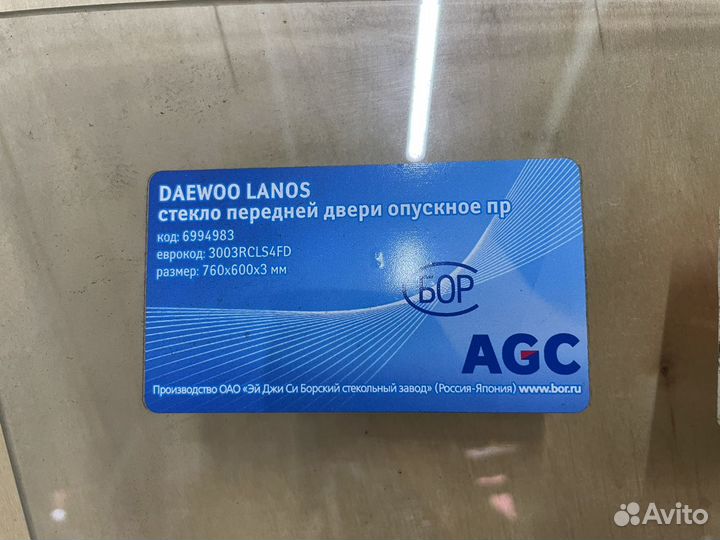 DAEWOO LANOS
стекло передней двери опускное пр
код: 6994983
еврокод: 3003RCLS4FD
размер: 760x600x3 мм
БОР
AGC
Производство ОАО «Эй Джи Си Борский стекольный завод» (Россия-Япония) www.bor.ru
Avito